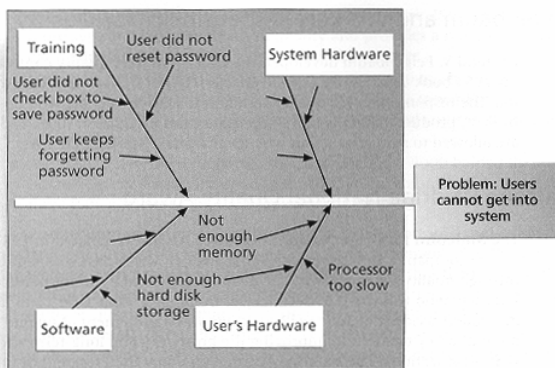 Training
User did not
reset password
System Hardware
User did not
check box to
save password
User keeps
forgetting
password
Problem: Users
cannot get into
system
Not
enough
memory
Not enough
hard disk
storage
Processor
too slow
Software
User's Hardware